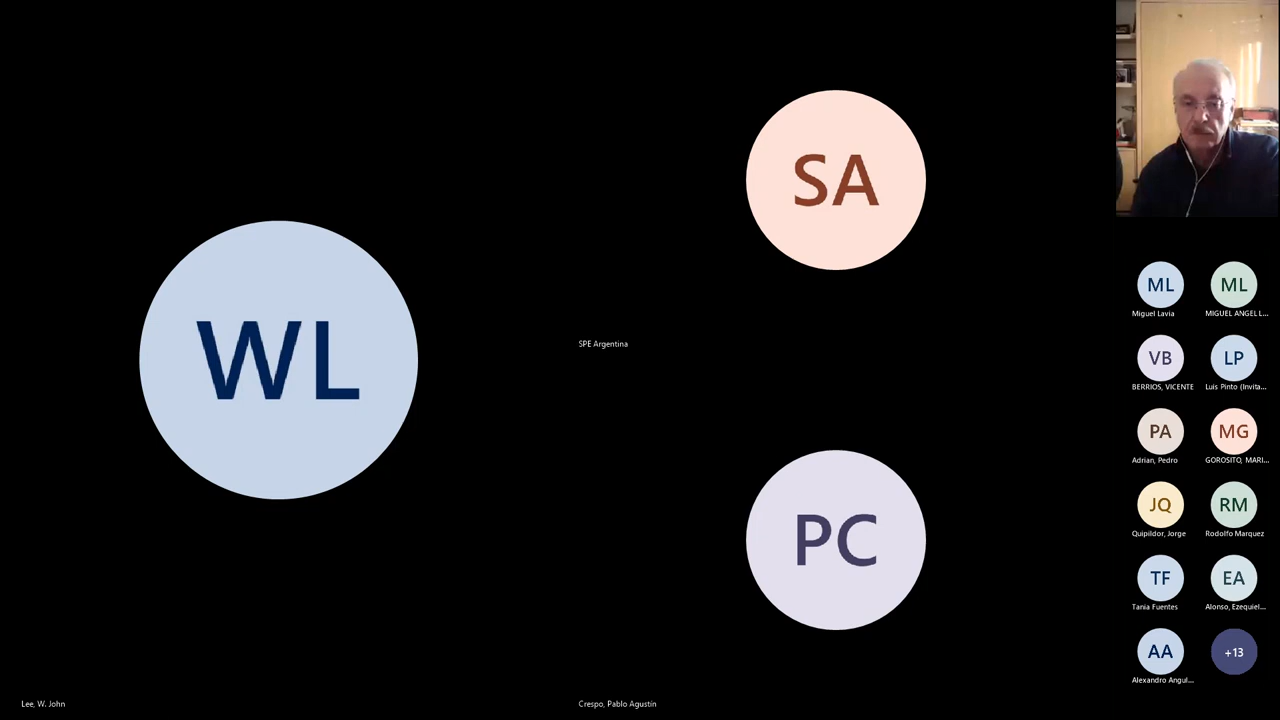 WL
Lee, W. John
SA
SPE Argentina
PC
Crespo, Pablo Agustín
ML
Miguel Lavia
ML
MIGUEL ANGEL L...
VB
BERRIOS, VICENTE
LP
Luis Pinto (Invita...
PA
Adrian, Pedro
MG
GOROSITO, MARI...
JQ
Quipildor, Jorge
RM
Rodolfo Marquez
TF
Tania Fuentes
EA
Alonso, Ezequiel...
AA
Alexandro Angul...
+13